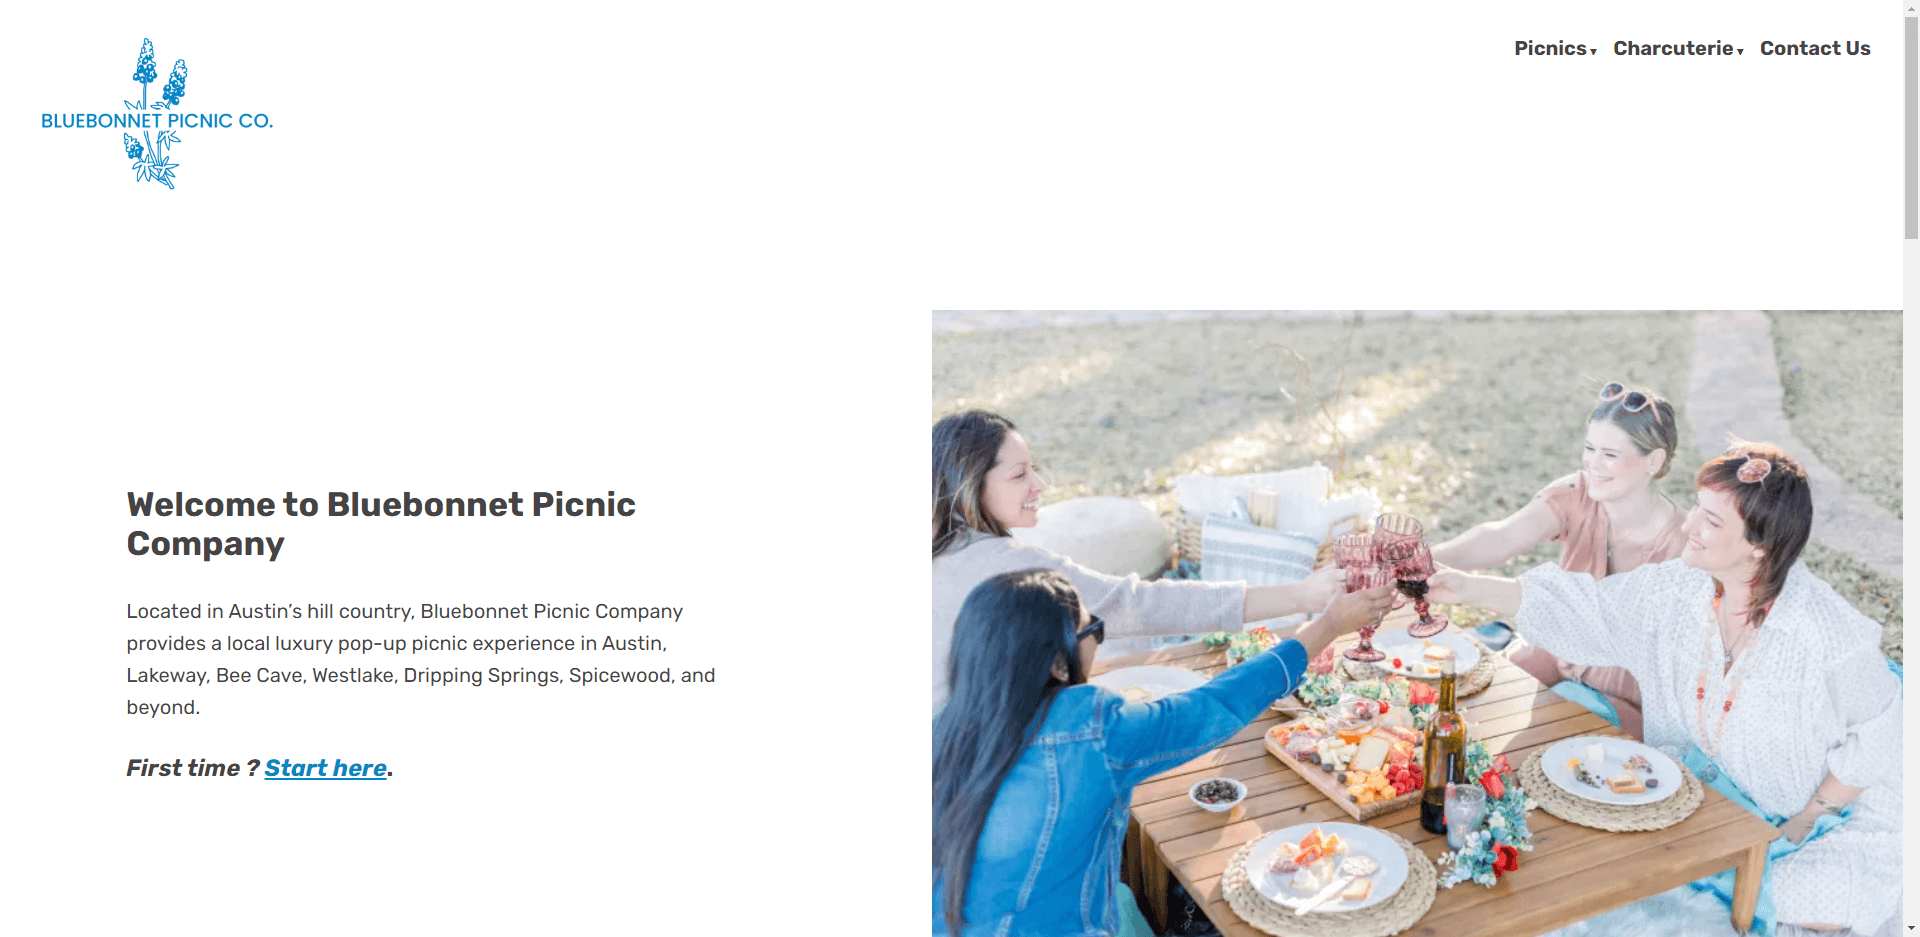 BLUEBONNET PICNIC CO.
Picnics ▾ Charcuterie ▾ Contact Us
Welcome to Bluebonnet Picnic
Company
Located in Austin’s hill country, Bluebonnet Picnic Company
provides a local luxury pop-up picnic experience in Austin,
Lakeway, Bee Cave, Westlake, Dripping Springs, Spicewood, and
beyond.
First time ? Start here.